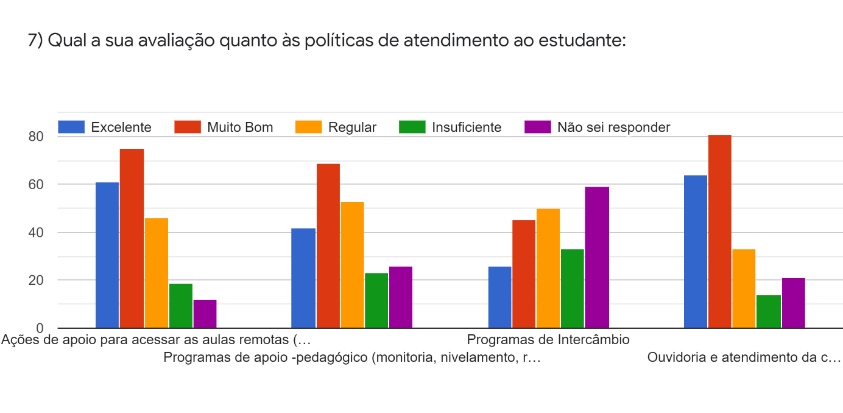 7) Qual a sua avaliação quanto às políticas de atendimento ao estudante:
Excelente Muito Bom Regular Insuficiente Não sei responder
80
60
40
20
0
Ações de apoio para acessar as aulas remotas (… Programas de Intercâmbio
Programas de apoio -pedagógico (monitoria, nivelamento, r… Ouvidoria e atendimento da c…